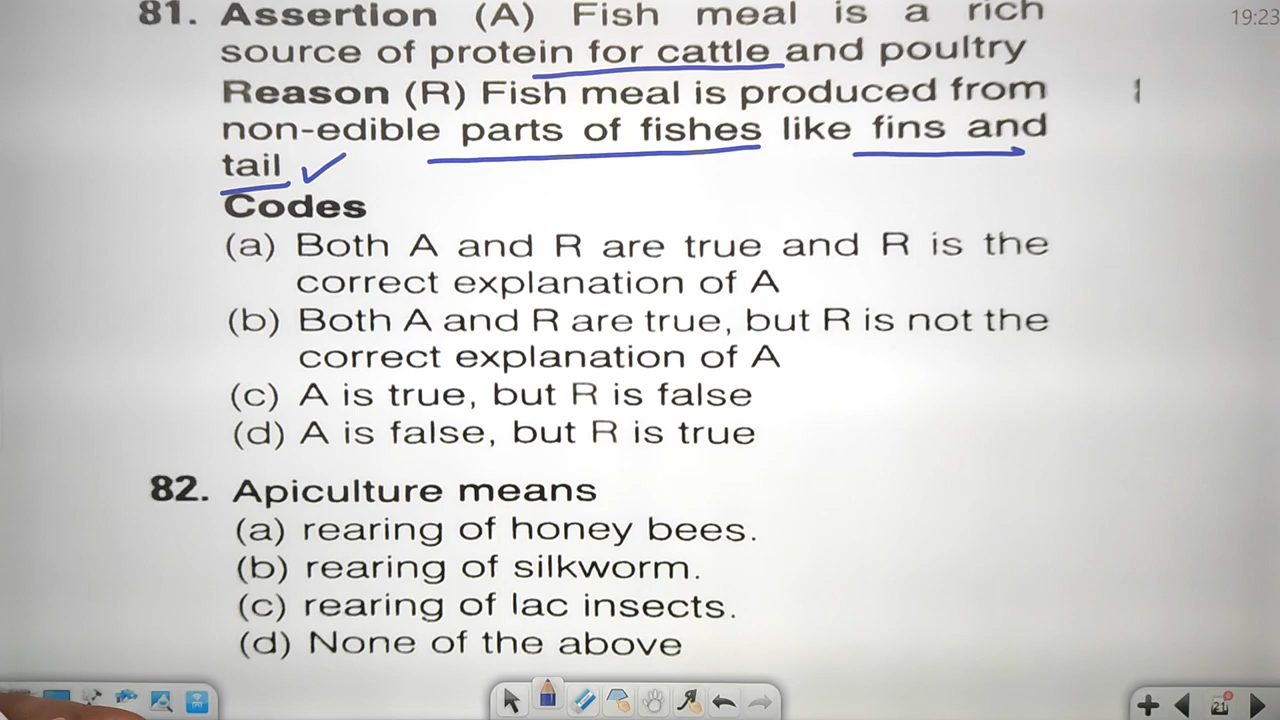 19:23
81. Assertion (A) Fish meal is a rich
source of protein for cattle and poultry
Reason (R) Fish meal is produced from
non-edible parts of fishes like fins and
tail
Codes
(a) Both A and R are true and R is the
correct explanation of A
(b) Both A and R are true, but R is not the
correct explanation of A
(c) A is true, but R is false
(d) A is false, but R is true
82. Apiculture means
(a) rearing of honey bees.
(b) rearing of silkworm.
(c) rearing of lac insects.
(d) None of the above
21